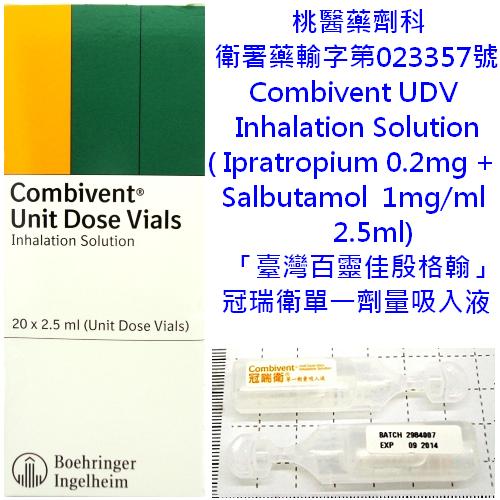 Combivent®
Unit Dose Vials
Inhalation Solution
20 x 2.5 ml (Unit Dose Vials)
Boehringer
Ingelheim
桃醫藥劑科
衛署藥輸字第023357號
Combivent UDV
Inhalation Solution
( Ipratropium 0.2mg +
Salbutamol 1mg/ml
2.5ml)
「臺灣百靈佳殷格翰」
冠瑞衛單一劑量吸入液
Combivent
冠瑞衛
BATCH
EXP 09 2014